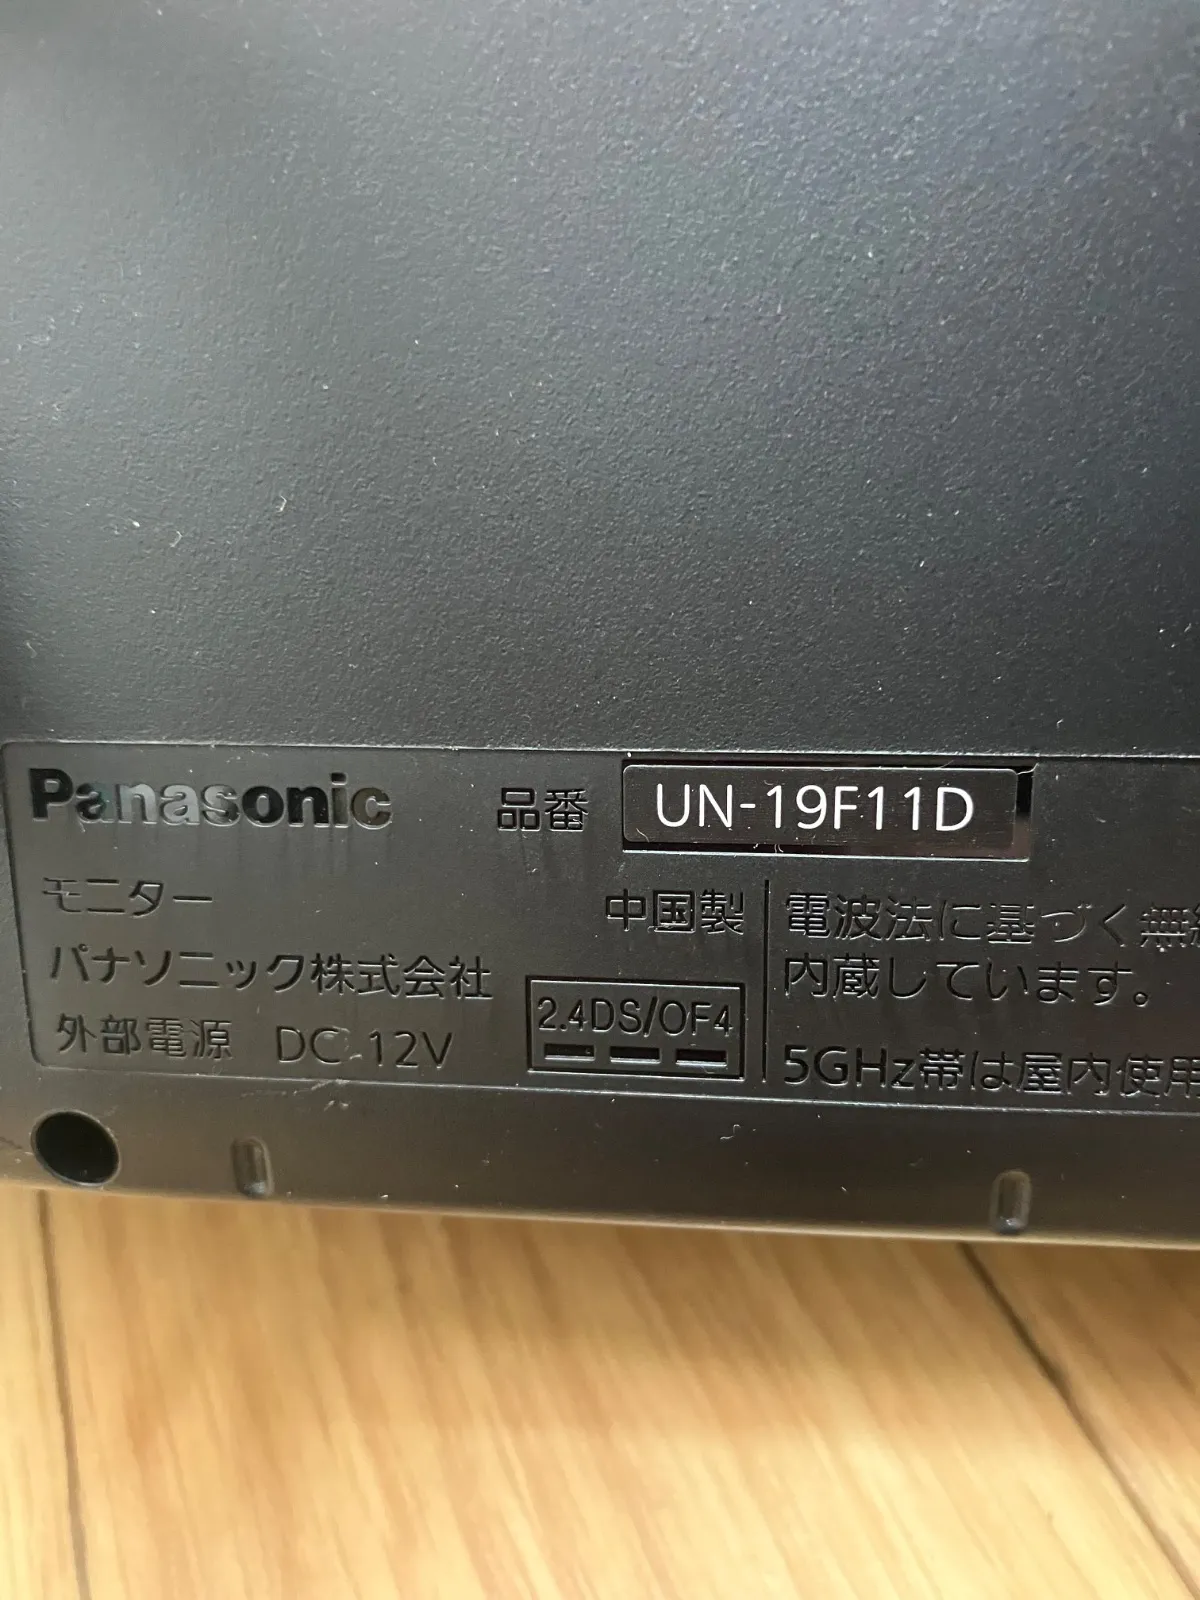 Panasonic 品番 UN-19F11D
モニター 中国製
パナソニック株式会社
外部電源 DC 12V
2.4DS/OF4
電波法に基づく無線
内蔵しています。
5GHz帯は屋内使用